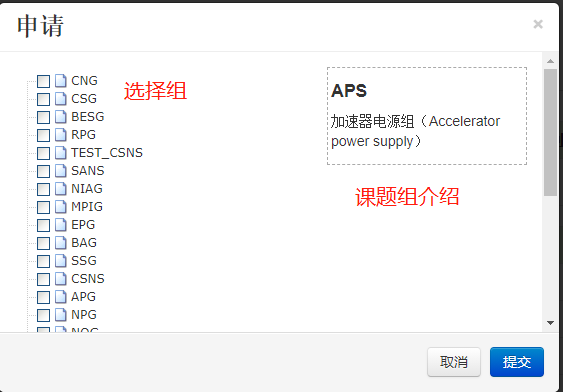 申请
×
CNG
选择组
CSG
BESG
RPG
TEST_CSNS
SANS
NIAG
MPIG
EPG
BAG
SSG
CSNS
APG
NPG
APS
加速器电源组（Accelerator
power supply）
课题组介绍
取消
提交